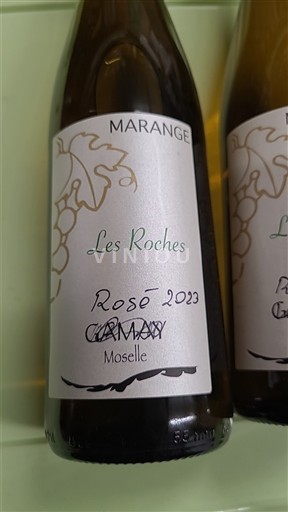 MARANGE
Les Roches
VINIOU
Rosé 2023
GAMAY
Moselle